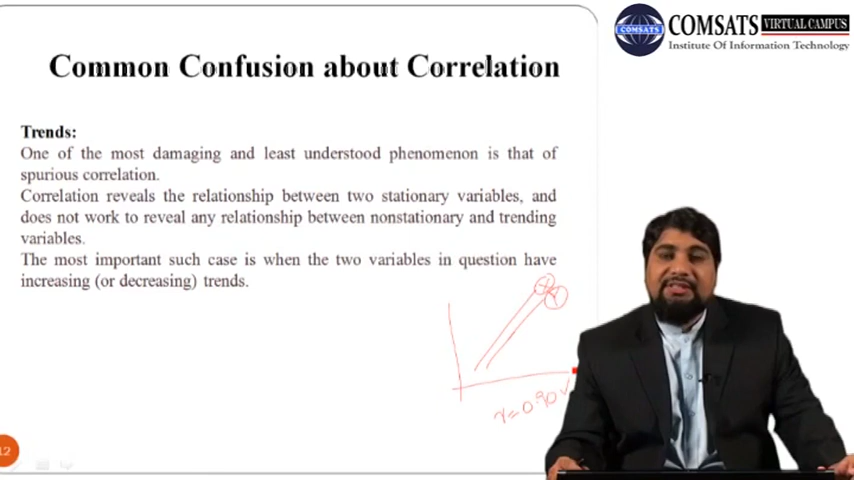 COMSATS VIRTUAL CAMPUS
COMSATS
Institute Of Information Technology
Common Confusion about Correlation
Trends:
One of the most damaging and least understood phenomenon is that of
spurious correlation.
Correlation reveals the relationship between two stationary variables, and
does not work to reveal any relationship between nonstationary and trending
variables.
The most important such case is when the two variables in question have
increasing (or decreasing) trends.
X
Y
r=0.90
12